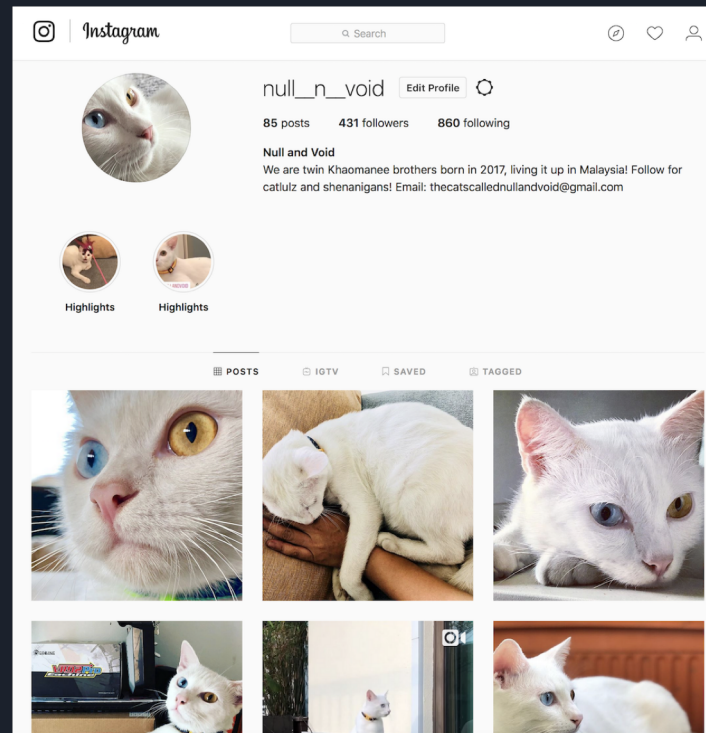 Instagram
Search
null__n__void Edit Profile
85 posts 431 followers 860 following
Null and Void
We are twin Khaomanee brothers born in 2017, living it up in Malaysia! Follow for
catlulz and shenanigans! Email: thecatscallednullandvoid@gmail.com
Highlights Highlights
POSTS IGTV SAVED TAGGED